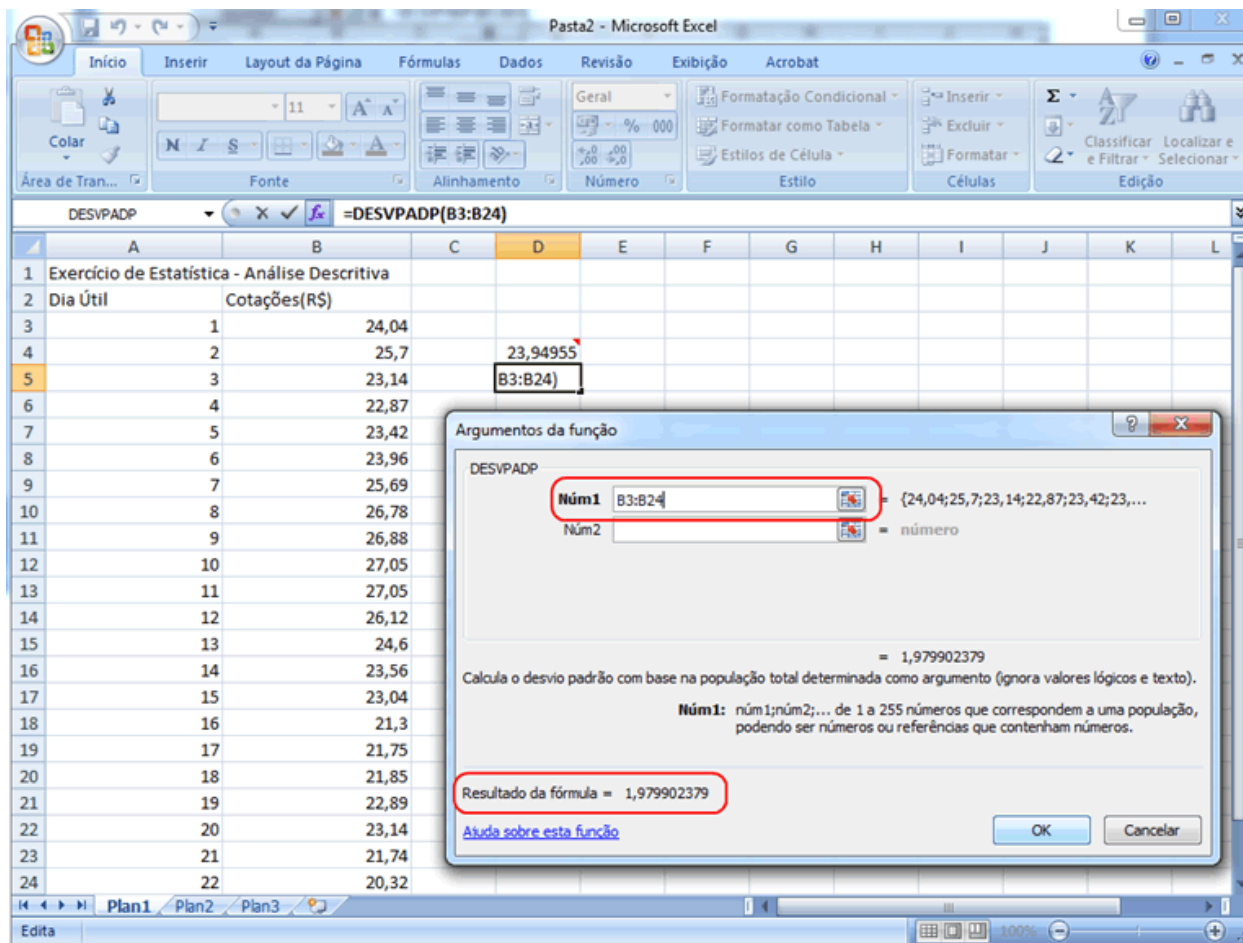 Pasta2 - Microsoft Excel
Início Inserir Layout da Página Fórmulas Dados Revisão Exibição Acrobat
Colar
11
N I S
Geral
% 000
Formatação Condicional
Formatar como Tabela
Estilos de Célula
Inserir
Excluir
Formatar
Σ
Classificar e Filtrar
Localizar e Selecionar
Área de Tran... Fonte Alinhamento Número Estilo Células Edição
DESVPADP fx =DESVPADP(B3:B24)
A B C D E F G H I J K L
1 Exercício de Estatística - Análise Descritiva
2 Dia Útil Cotações(R$)
3 1 24,04
4 2 25,7 23,94955
5 3 23,14 B3:B24)
6 4 22,87
7 5 23,42
8 6 23,96
9 7 25,69
10 8 26,78
11 9 26,88
12 10 27,05
13 11 27,05
14 12 26,12
15 13 24,6
16 14 23,56
17 15 23,04
18 16 21,3
19 17 21,75
20 18 21,85
21 19 22,89
22 20 23,14
23 21 21,74
24 22 20,32
Argumentos da função
DESVPADP
Núm1 B3:B24 = {24,04;25,7;23,14;22,87;23,42;23,...
Núm2 = número
= 1,979902379
Calcula o desvio padrão com base na população total determinada como argumento (ignora valores lógicos e texto).
Núm1: núm1;núm2;... de 1 a 255 números que correspondem a uma população,
podendo ser números ou referências que contenham números.
Resultado da fórmula = 1,979902379
Ajuda sobre esta função
OK Cancelar
Plan1 Plan2 Plan3
Edita 100%